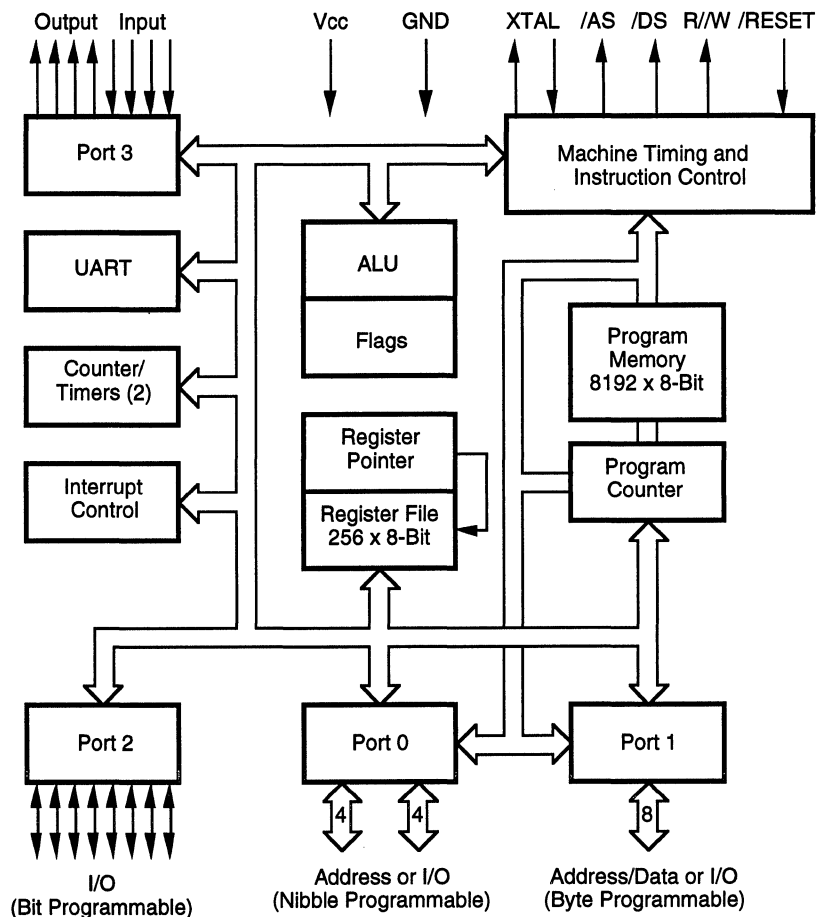 Output Input Vcc GND XTAL /AS /DS R//W /RESET
Port 3
Machine Timing and
Instruction Control
UART
ALU
Flags
Counter/
Timers (2)
Program
Memory
8192 x 8-Bit
Register
Pointer
Program
Counter
Interrupt
Control
Register File
256 x 8-Bit
Port 2
Port 0
Port 1
4
4
8
I/O
(Bit Programmable)
Address or I/O
(Nibble Programmable)
Address/Data or I/O
(Byte Programmable)